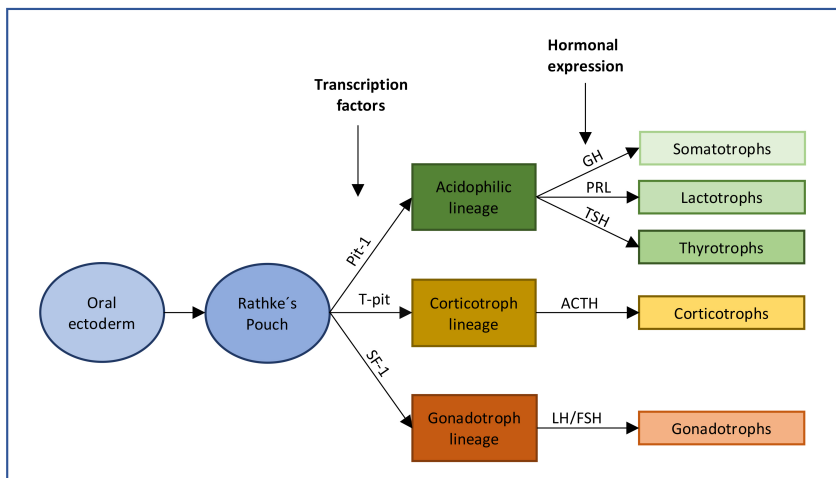 Hormonal
expression
Transcription
factors
GH
Somatotrophs
Acidophilic
lineage
PRL
Lactotrophs
TSH
Thyrotrophs
Pit-1
Oral
ectoderm
Rathke´s
Pouch
T-pit
Corticotroph
lineage
ACTH
Corticotrophs
SF-1
Gonadotroph
lineage
LH/FSH
Gonadotrophs